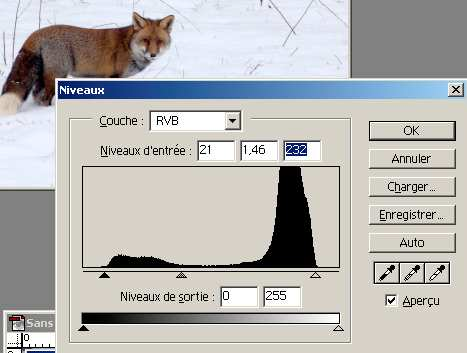 Niveaux
Couche : RVB
Niveaux d'entrée : 21 1,46 232
OK
Annuler
Charger...
Enregistrer...
Auto
Aperçu
Niveaux de sortie : 0 255
Sans
0